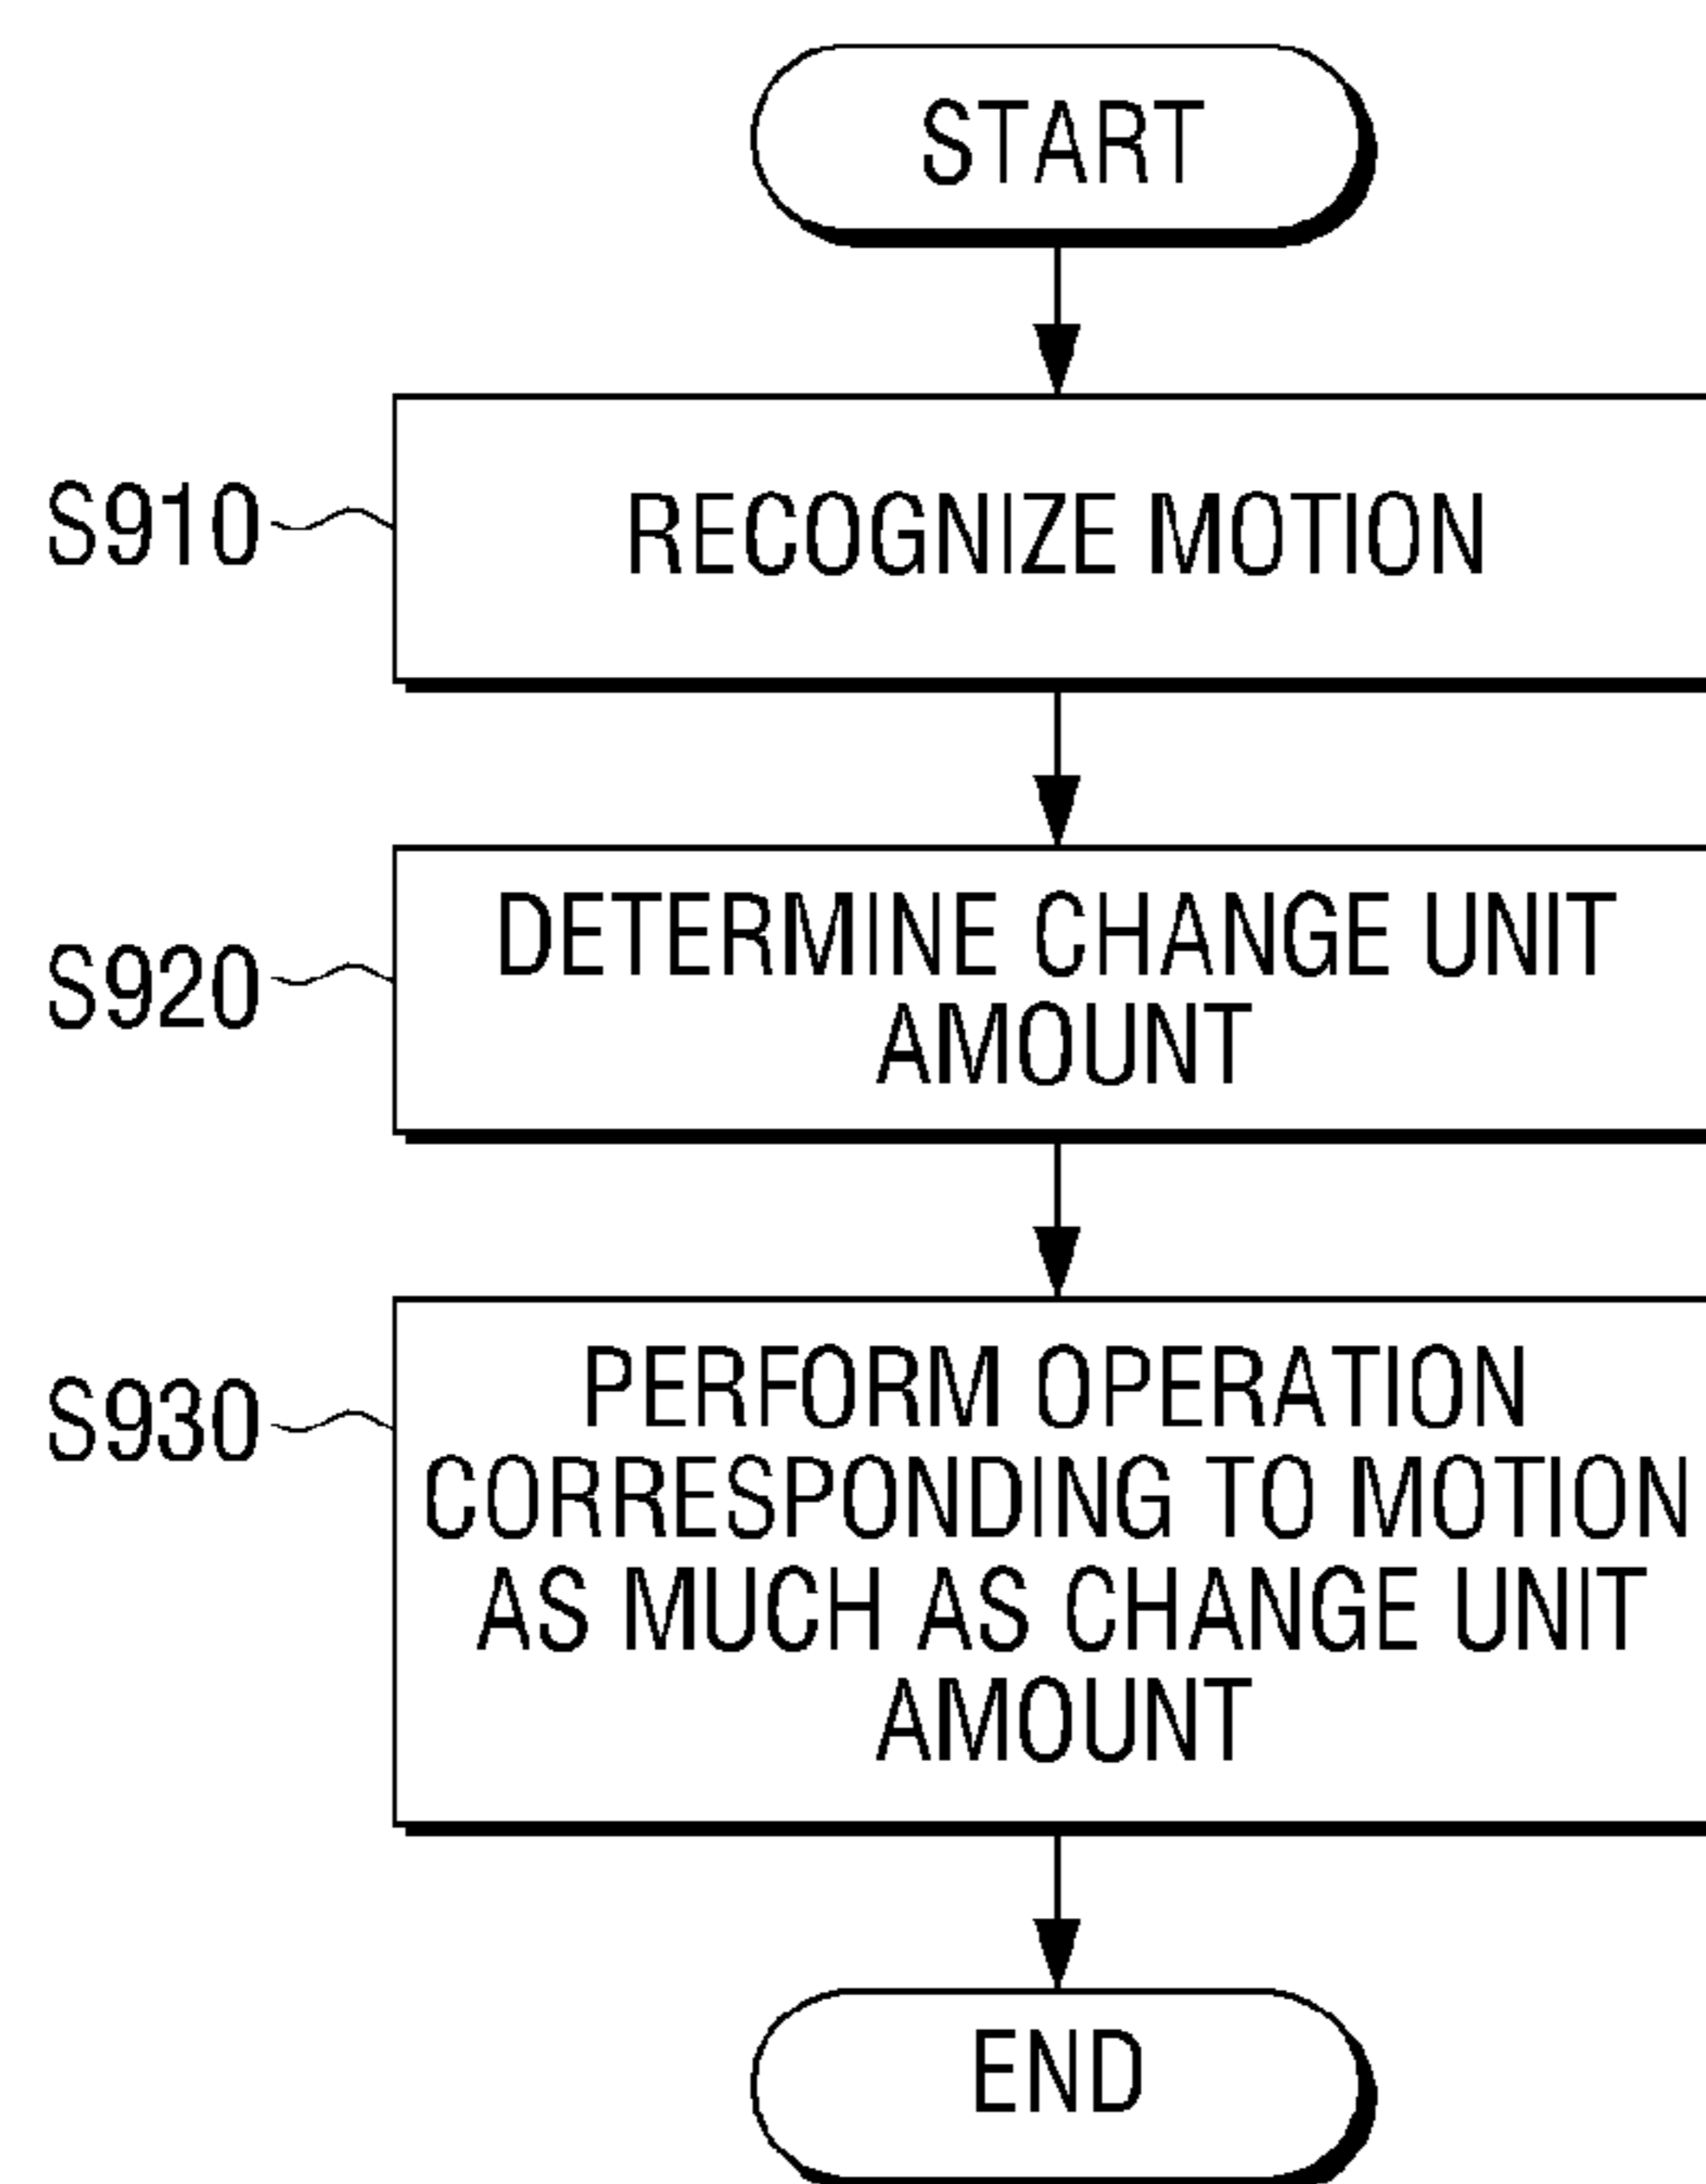 START
S910
RECOGNIZE MOTION
S920
DETERMINE CHANGE UNIT
AMOUNT
S930
PERFORM OPERATION
CORRESPONDING TO MOTION
AS MUCH AS CHANGE UNIT
AMOUNT
END